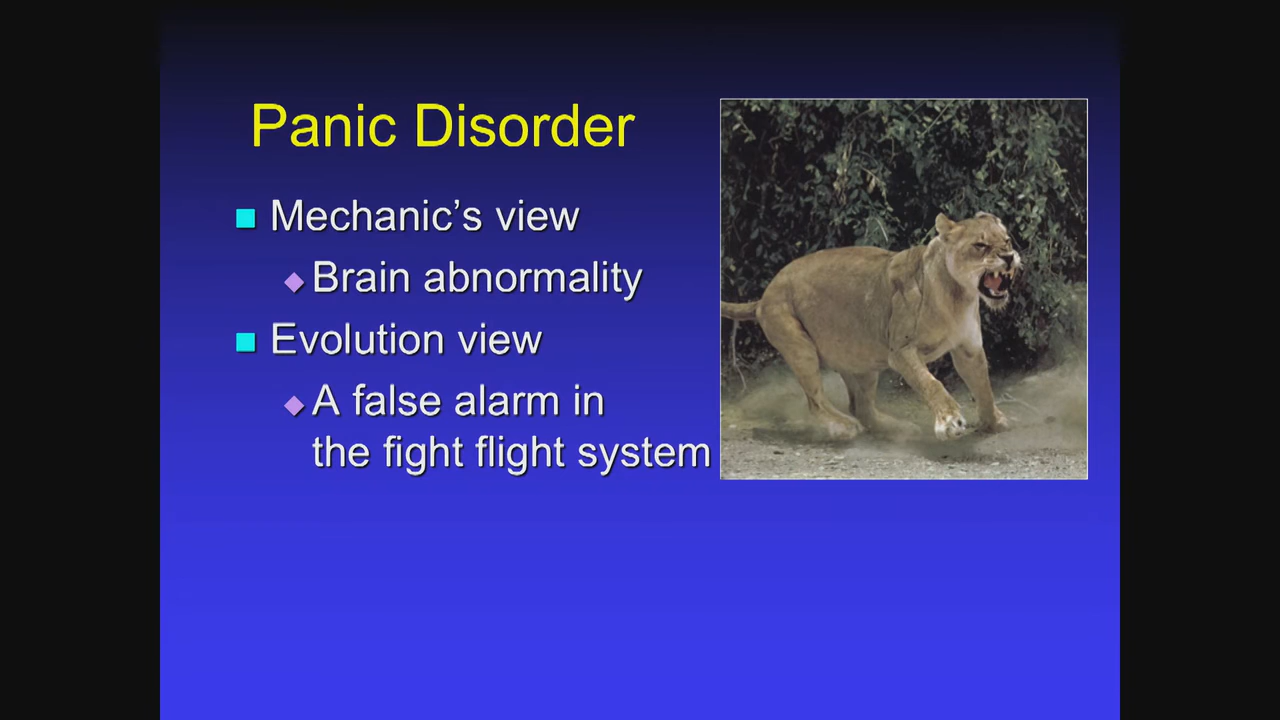 Panic Disorder
Mechanic's view
Brain abnormality
Evolution view
A false alarm in
the fight flight system